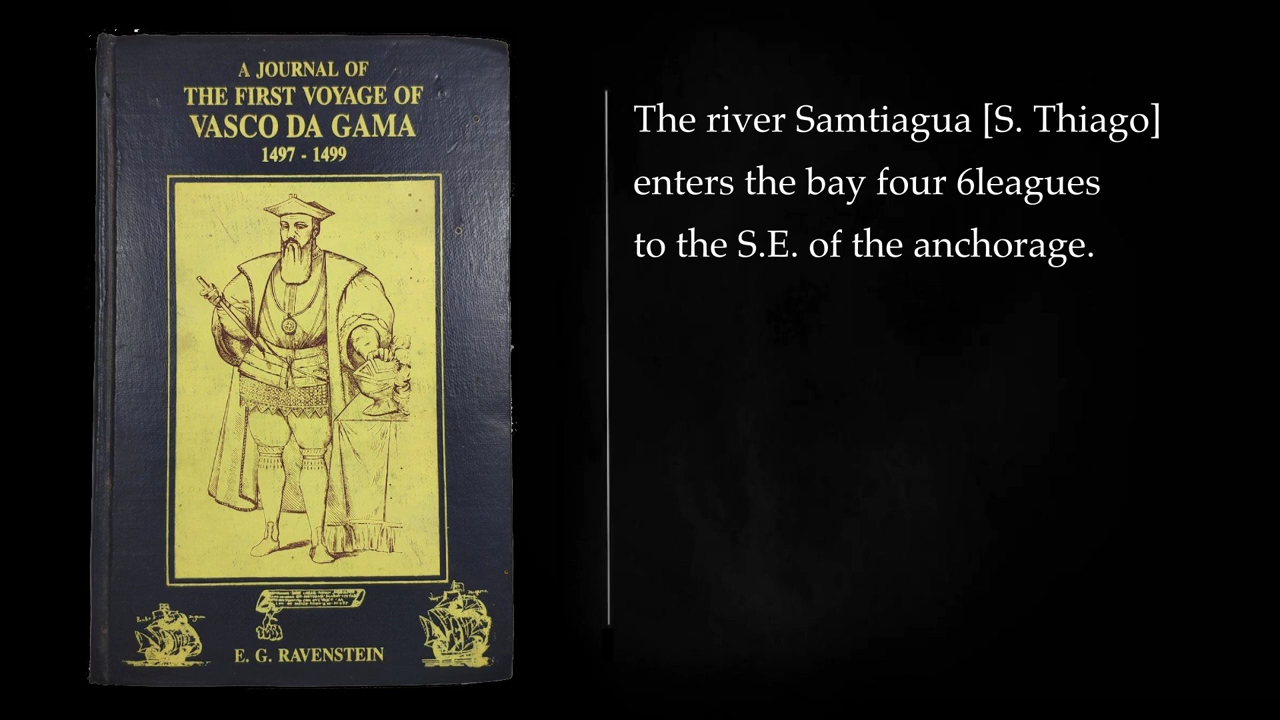 A JOURNAL OF
THE FIRST VOYAGE OF
VASCO DA GAMA
1497 - 1499
E. G. RAVENSTEIN
The river Samtiagua [S. Thiago]
enters the bay four 6leagues
to the S.E. of the anchorage.